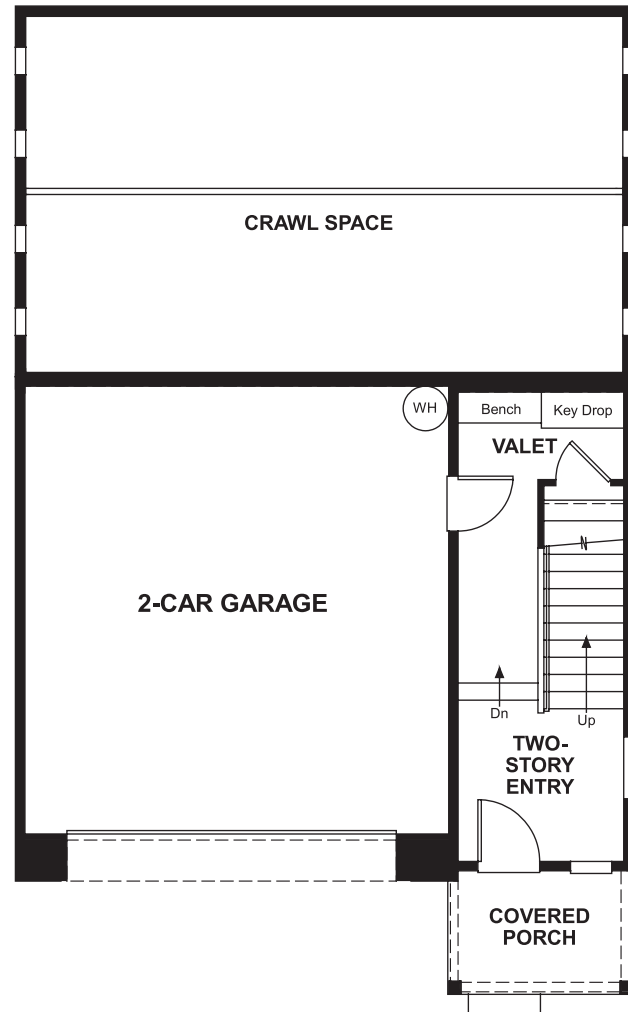 CRAWL SPACE
WH
Bench
Key Drop
VALET
2-CAR GARAGE
Dn
Up
TWO-
STORY
ENTRY
COVERED
PORCH